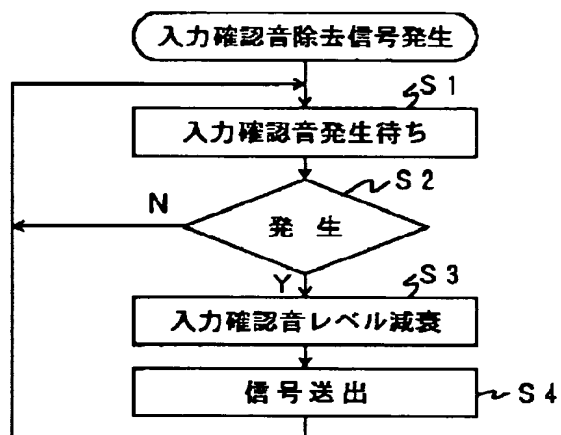 入力確認音除去信号発生
S1
入力確認音発生待ち
S2
N
発生
Y
S3
入力確認音レベル減衰
信号送出
S4